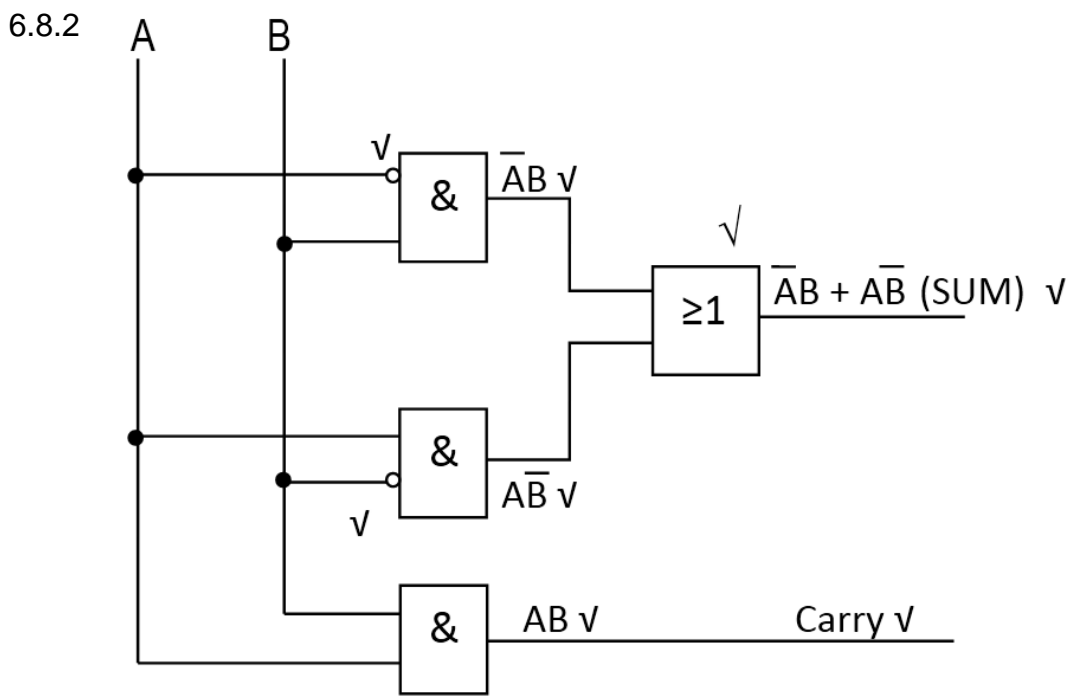 6.8.2
A B
√
& A̅B √
√
≥1 A̅B + AB̅ (SUM) √
& AB̅ √
√
& AB √ Carry √